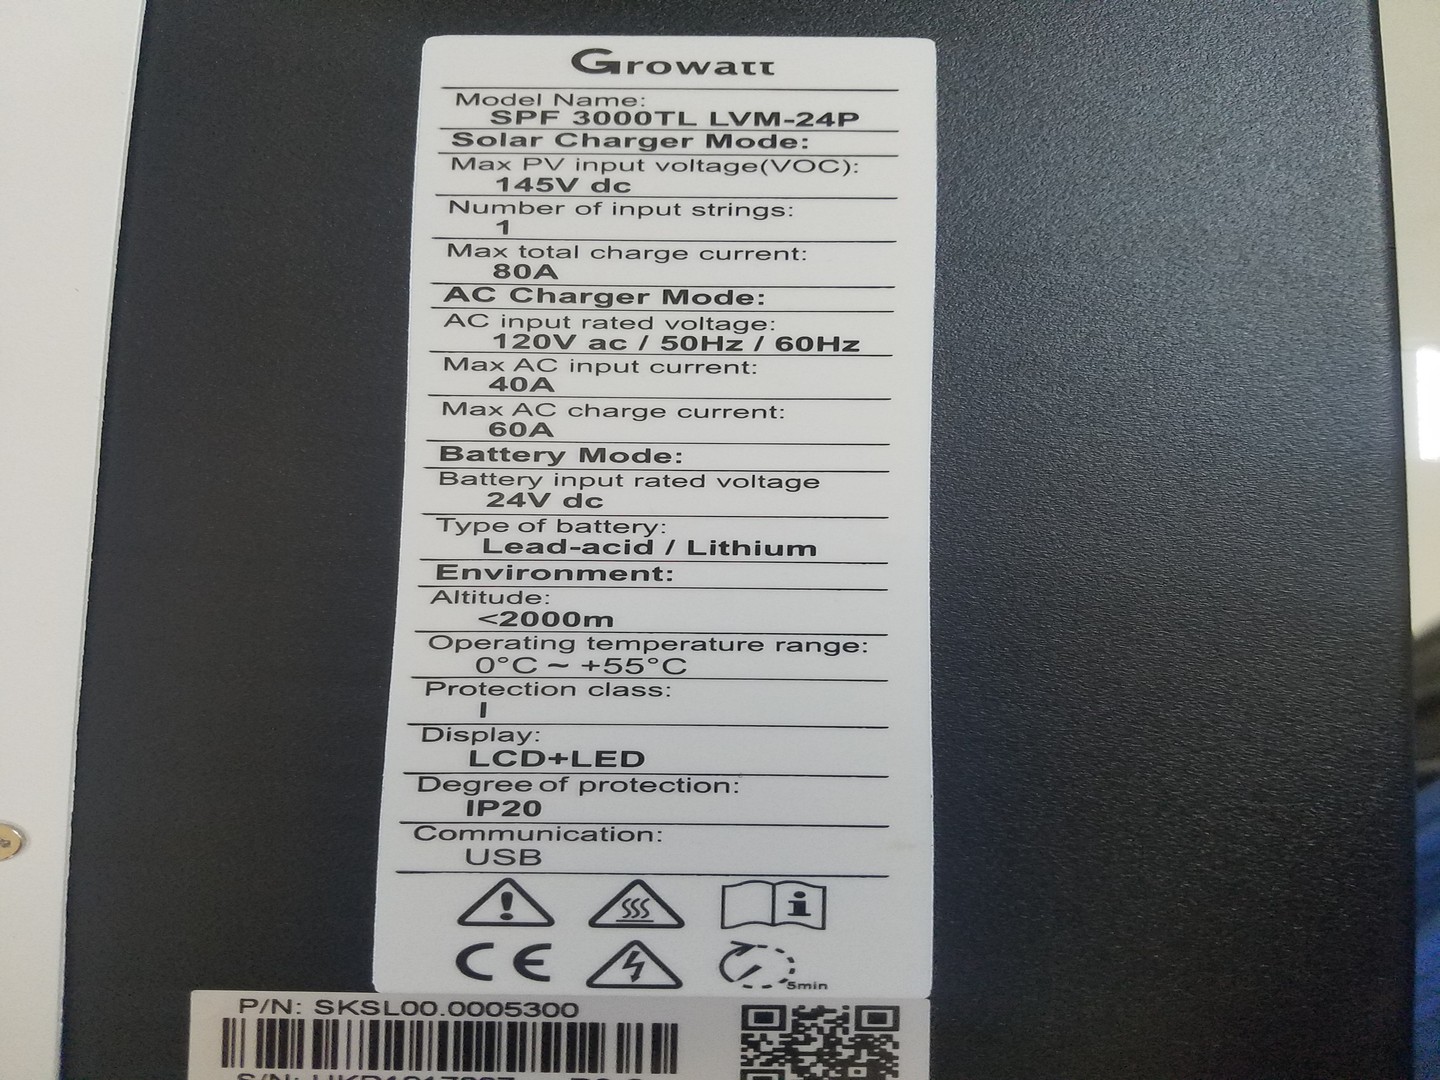 Growatt
Model Name:
SPF 3000TL LVM-24P
Solar Charger Mode:
Max PV input voltage(VOC):
145V dc
Number of input strings:
1
Max total charge current:
80A
AC Charger Mode:
AC input rated voltage:
120V ac / 50Hz / 60Hz
Max AC input current:
40A
Max AC charge current:
60A
Battery Mode:
Battery input rated voltage
24V dc
Type of battery:
Lead-acid / Lithium
Environment:
Altitude:
<2000m
Operating temperature range:
0°C ~ +55°C
Protection class:
I
Display:
LCD+LED
Degree of protection:
IP20
Communication:
USB
CE
5min
P/N: SKSL00.0005300
S/N: